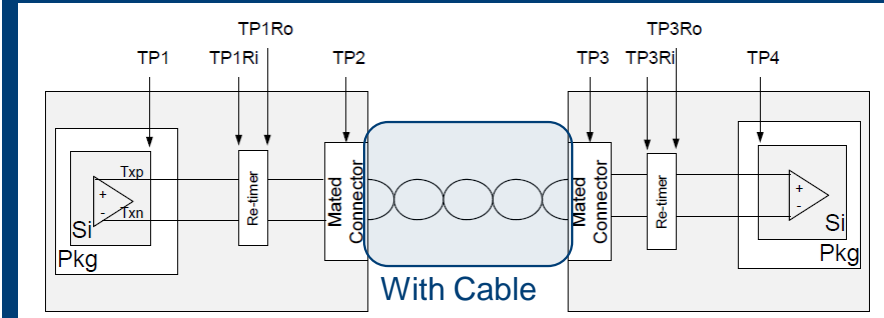 TP1Ro
TP3Ro
TP1 TP1Ri TP2 TP3 TP3Ri TP4
Txp
+
-
Txn
Si
Pkg
Re-timer
Mated
Connector
Mated
Connector
Re-timer
+
-
Si
Pkg
With Cable